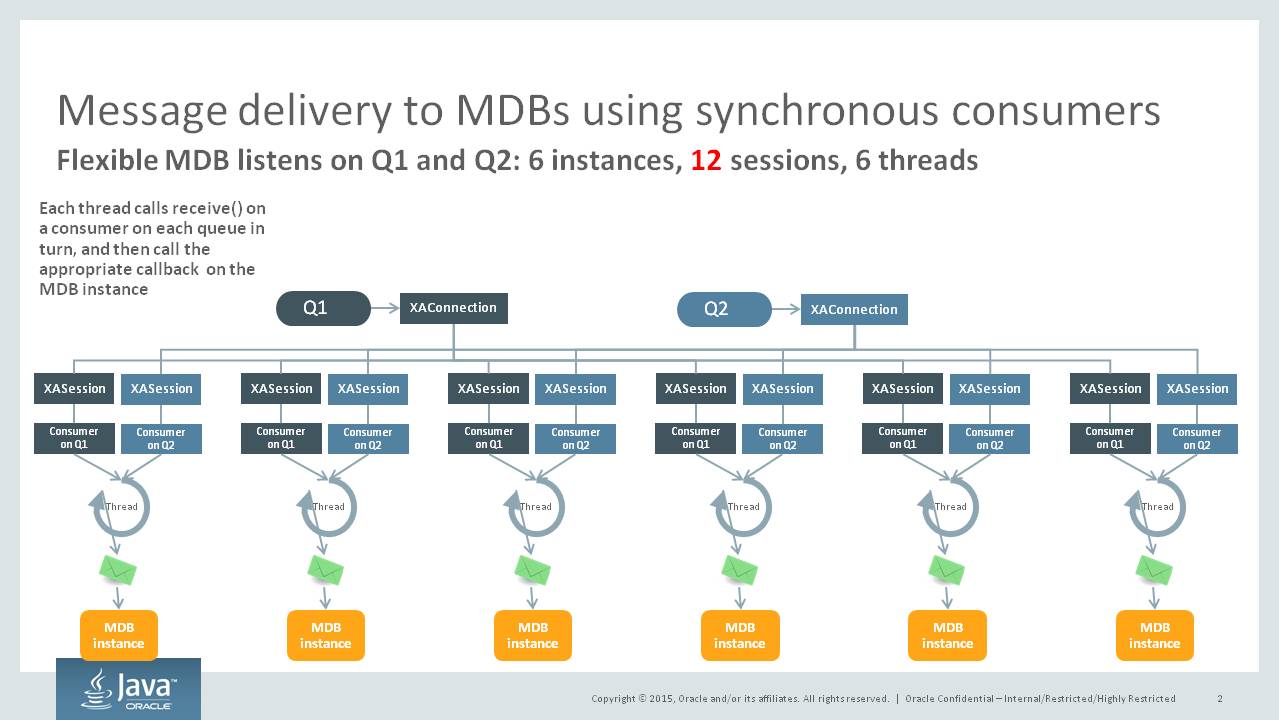 Message delivery to MDBs using synchronous consumers
Flexible MDB listens on Q1 and Q2: 6 instances, 12 sessions, 6 threads
Each thread calls receive() on
a consumer on each queue in
turn, and then call the
appropriate callback on the
MDB instance
Q1
XAConnection
Q2
XAConnection
XASession XASession XASession XASession XASession XASession XASession XASession XASession XASession XASession XASession
Consumer Consumer Consumer Consumer Consumer Consumer Consumer Consumer Consumer Consumer Consumer Consumer
on Q1 on Q2 on Q1 on Q2 on Q1 on Q2 on Q1 on Q2 on Q1 on Q2 on Q1 on Q2
Thread Thread Thread Thread Thread Thread
MDB MDB MDB MDB MDB MDB
instance instance instance instance instance instance
Java™
ORACLE
Copyright © 2015, Oracle and/or its affiliates. All rights reserved. | Oracle Confidential – Internal/Restricted/Highly Restricted 2